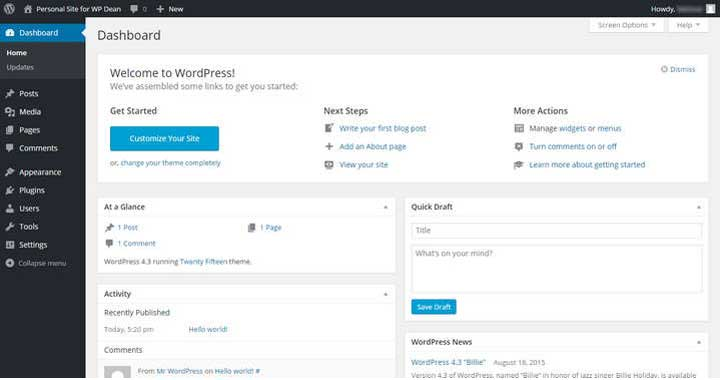 Personal Site for WP Dean 0 New Howdy,
Screen Options Help
Dashboard
Home
Updates
Posts
Media
Pages
Comments
Appearance
Plugins
Users
Tools
Settings
Collapse menu
Dashboard
Welcome to WordPress!
We've assembled some links to get you started:
Dismiss
Get Started
Customize Your Site
or, change your theme completely
Next Steps
Write your first blog post
Add an About page
View your site
More Actions
Manage widgets or menus
Turn comments on or off
Learn more about getting started
At a Glance
1 Post 1 Page
1 Comment
WordPress 4.3 running Twenty Fifteen theme.
Activity
Recently Published
Today, 5:20 pm Hello world!
Comments
From Mr WordPress on Hello world! #
Quick Draft
Title
What's on your mind?
Save Draft
WordPress News
WordPress 4.3 "Billie" August 18, 2015
Version 4.3 of WordPress, named "Billie" in honor of jazz singer Billie Holiday, is available